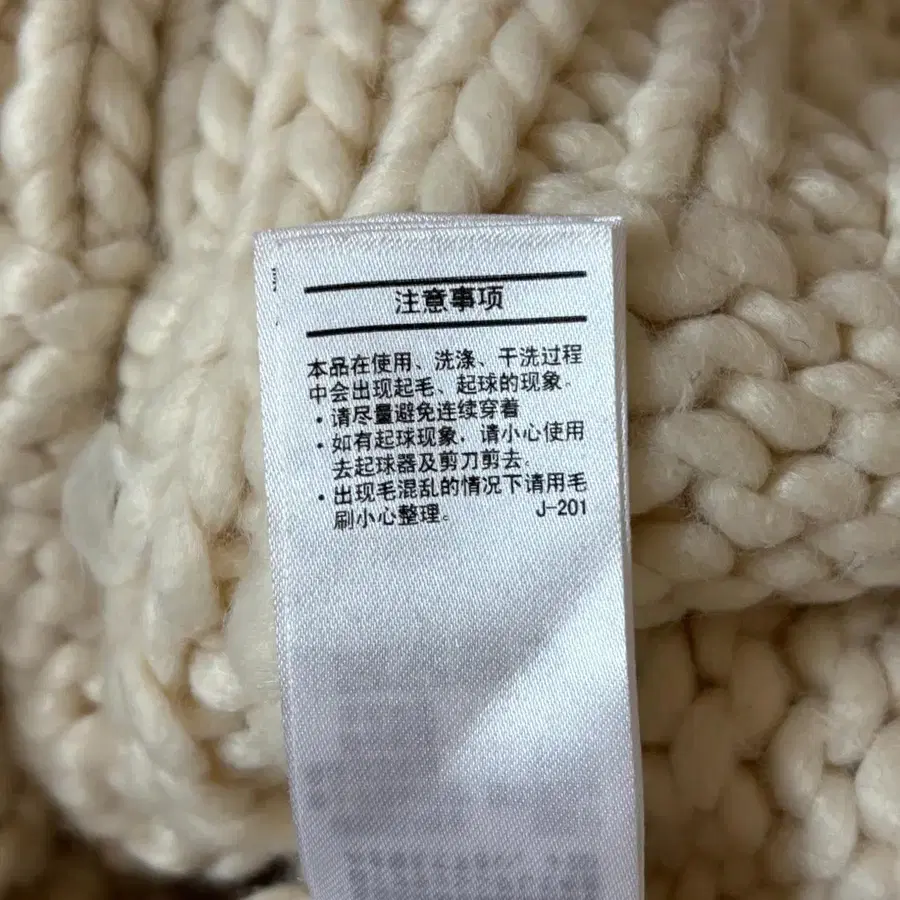 注意事项
本品在使用、洗涤、干洗过程
中会出现起毛、起球的现象。
・请尽量避免连续穿着
・如有起球现象，请小心使用
去起球器及剪刀剪去。
・出现毛混乱的情况下请用毛
刷小心整理。 J-201